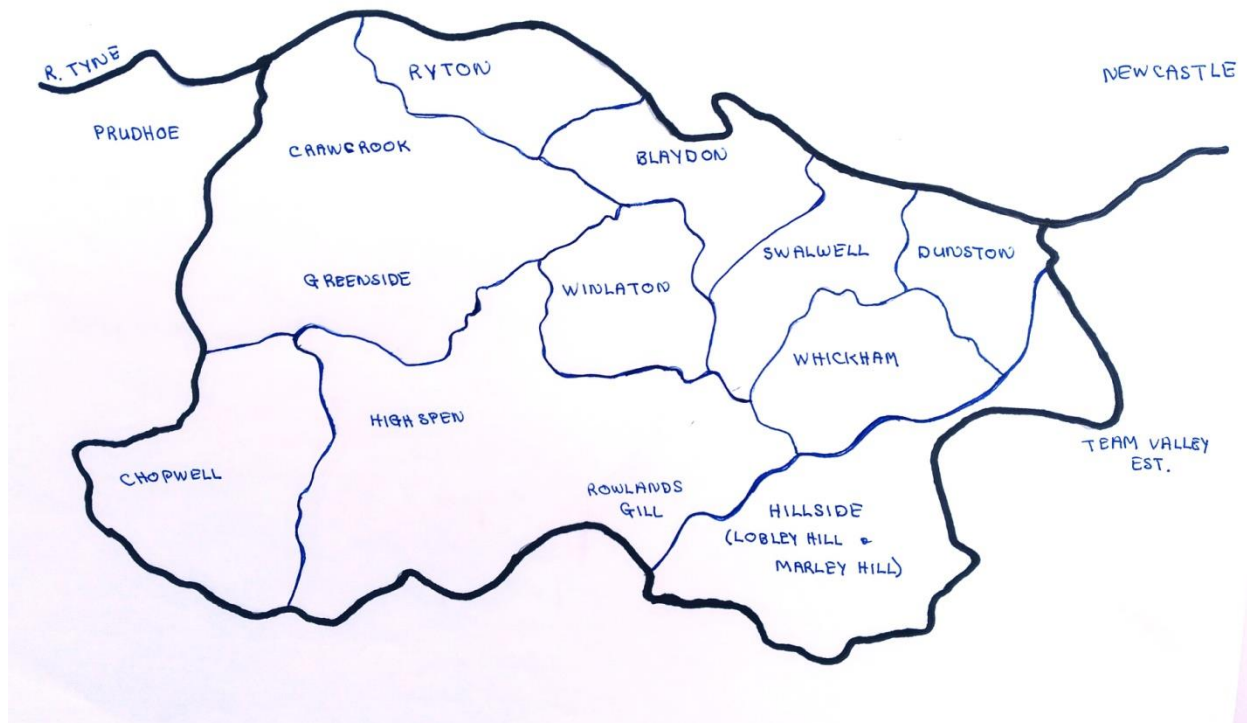 R. TYNE
RYTON
NEWCASTLE
PRUDHOE
CRAWCROOK
BLAYDON
SWALWELL
DUNSTON
GREENSIDE
WINLATON
WHICKHAM
HIGH SPEN
TEAM VALLEY
EST.
CHOPWELL
ROWLANDS
GILL
HILLSIDE
(LOBLEY HILL &
MARLEY HILL)